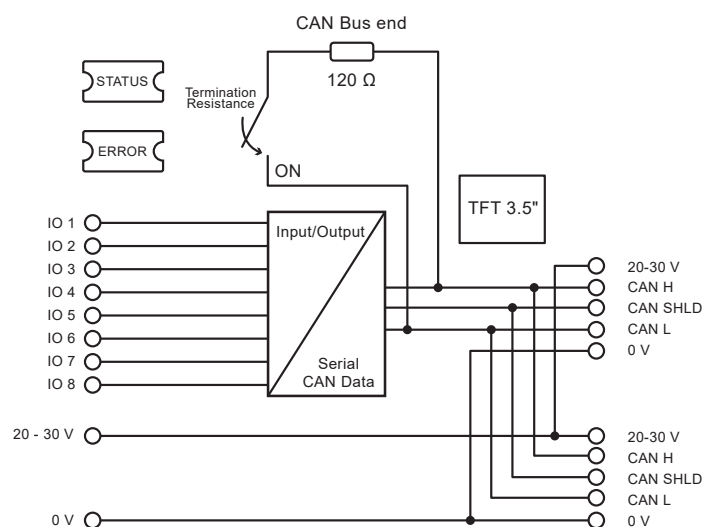 CAN Bus end
120 Ω
STATUS
Termination
Resistance
ERROR
ON
TFT 3.5"
IO 1
IO 2
IO 3
IO 4
IO 5
IO 6
IO 7
IO 8
Input/Output
Serial
CAN Data
20-30 V
CAN H
CAN SHLD
CAN L
0 V
20 - 30 V
0 V
20-30 V
CAN H
CAN SHLD
CAN L
0 V